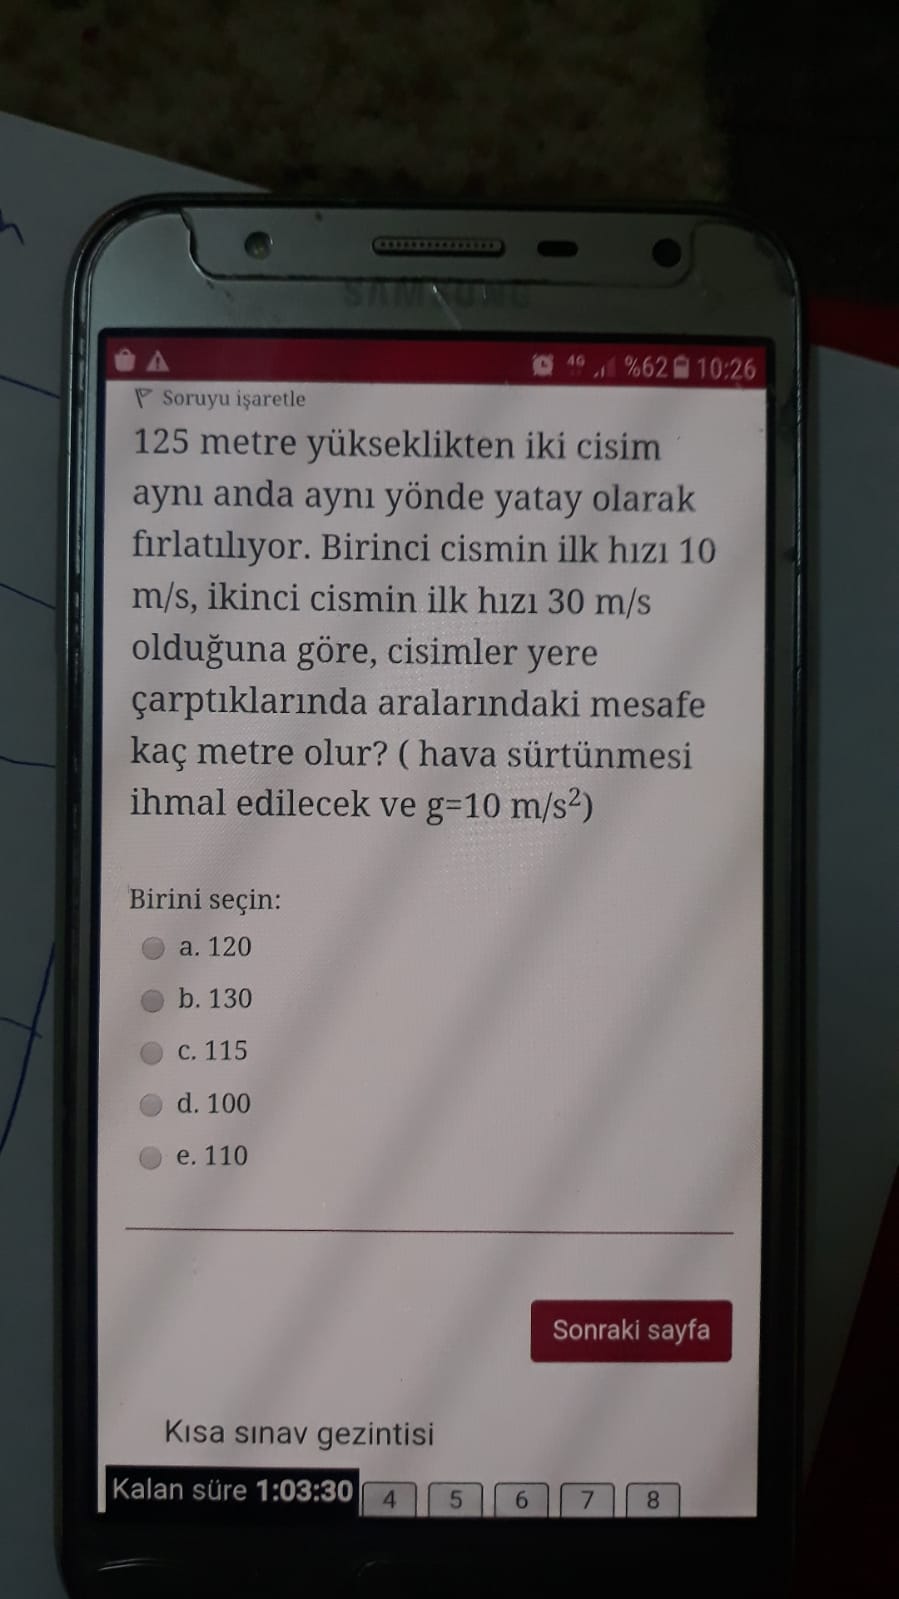 SAMSUNG
4G %62 10:26
Soruyu işaretle
125 metre yükseklikten iki cisim
aynı anda aynı yönde yatay olarak
fırlatılıyor. Birinci cismin ilk hızı 10
m/s, ikinci cismin ilk hızı 30 m/s
olduğuna göre, cisimler yere
çarptıklarında aralarındaki mesafe
kaç metre olur? ( hava sürtünmesi
ihmal edilecek ve g=10 m/s²)
Birini seçin:
a. 120
b. 130
c. 115
d. 100
e. 110
Sonraki sayfa
Kısa sınav gezintisi
Kalan süre 1:03:30 4 5 6 7 8